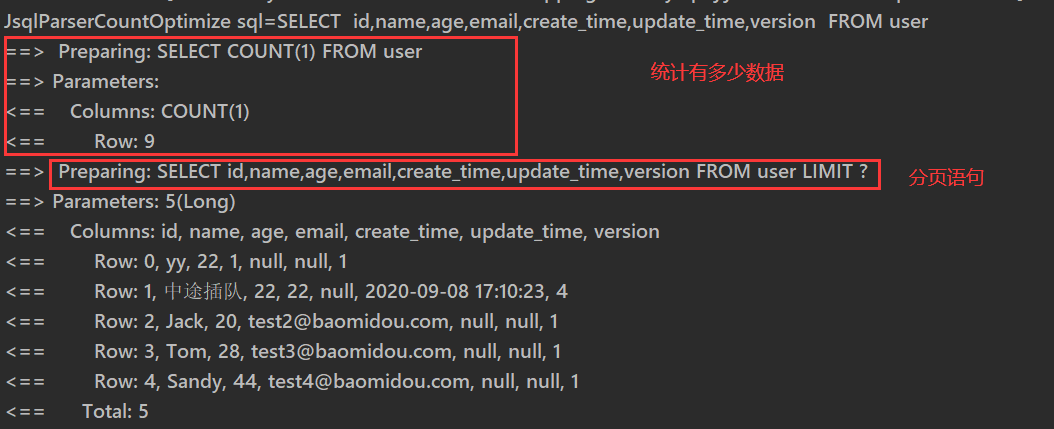 JsqlParserCountOptimize sql=SELECT  id,name,age,email,create_time,update_time,version  FROM user
==>  Preparing: SELECT COUNT(1) FROM user
统计有多少数据
==> Parameters:
<==    Columns: COUNT(1)
<==        Row: 9
==>  Preparing: SELECT id,name,age,email,create_time,update_time,version FROM user LIMIT ?
分页语句
==> Parameters: 5(Long)
<==    Columns: id, name, age, email, create_time, update_time, version
<==        Row: 0, yy, 22, 1, null, null, 1
<==        Row: 1, 中途插队, 22, 22, null, 2020-09-08 17:10:23, 4
<==        Row: 2, Jack, 20, test2@baomidou.com, null, null, 1
<==        Row: 3, Tom, 28, test3@baomidou.com, null, null, 1
<==        Row: 4, Sandy, 44, test4@baomidou.com, null, null, 1
<==      Total: 5